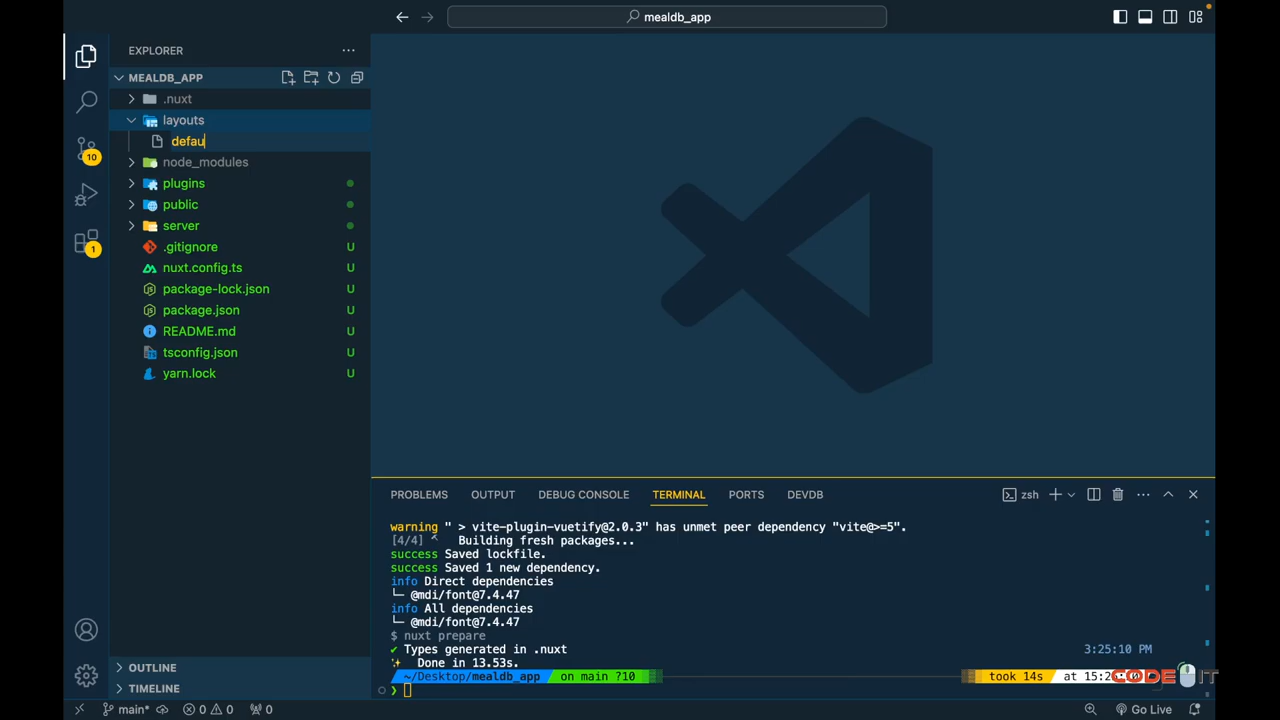 mealdb_app
EXPLORER
MEALDB_APP
.nuxt
layouts
defau
node_modules
plugins
public
server
.gitignore U
nuxt.config.ts U
package-lock.json U
package.json U
README.md U
tsconfig.json U
yarn.lock U
10
1
OUTLINE
TIMELINE
PROBLEMS OUTPUT DEBUG CONSOLE TERMINAL PORTS DEVDB
zsh
warning " > vite-plugin-vuetify@2.0.3" has unmet peer dependency "vite@>=5".
[4/4] Building fresh packages...
success Saved lockfile.
success Saved 1 new dependency.
info Direct dependencies
└─ @mdi/font@7.4.47
info All dependencies
└─ @mdi/font@7.4.47
$ nuxt prepare
✔ Types generated in .nuxt 3:25:10 PM
✨ Done in 13.53s.
~/Desktop/mealdb_app on main ?10 took 14s at 15:2
❯
CODE IT
main* 0 0 0 Go Live